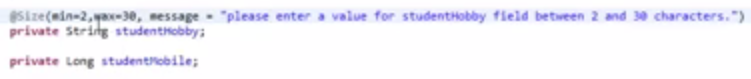 @Size(min=2,max=30, message = "please enter a value for studentHobby field between 2 and 30 characters.")
private String studentHobby;
private Long studentMobile;